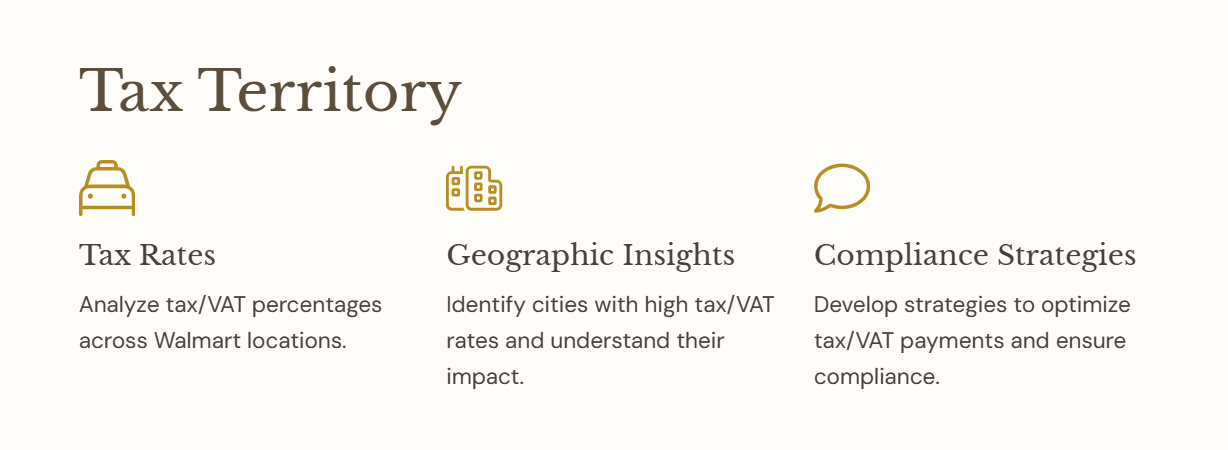 Tax Territory
Tax Rates
Analyze tax/VAT percentages
across Walmart locations.
Geographic Insights
Identify cities with high tax/VAT
rates and understand their
impact.
Compliance Strategies
Develop strategies to optimize
tax/VAT payments and ensure
compliance.